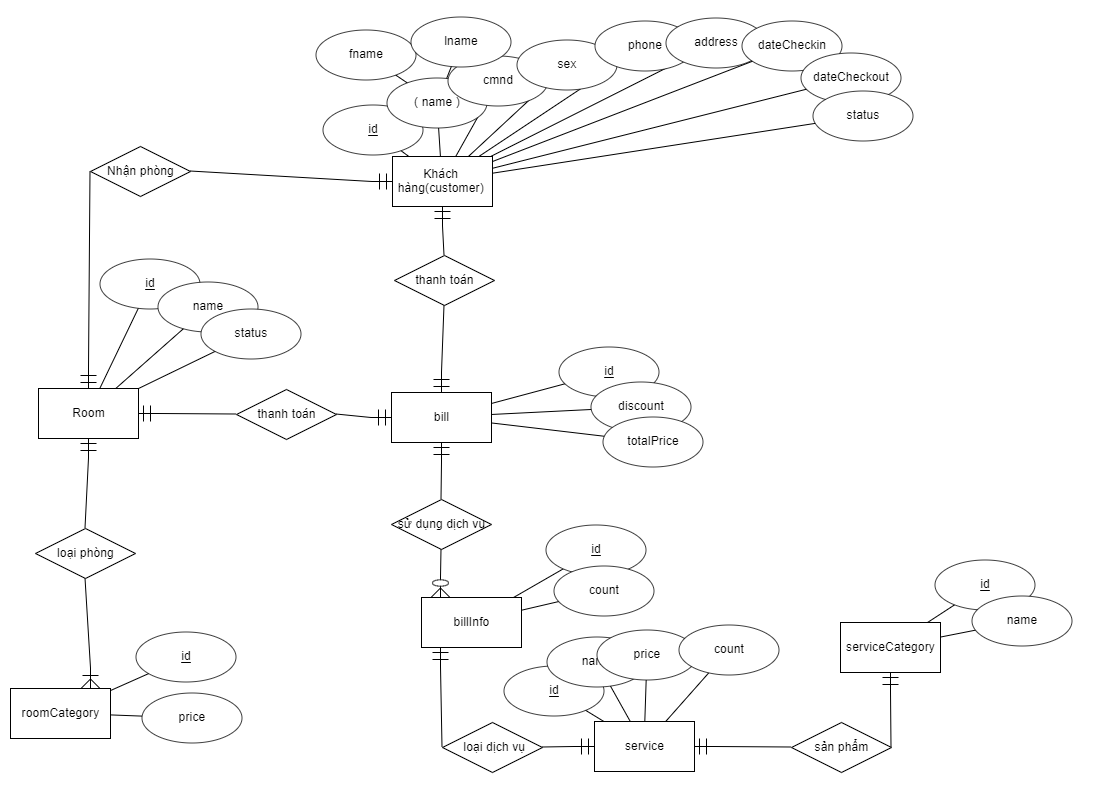 lname
fname
phone
address
dateCheckin
sex
cmnd
dateCheckout
( name )
status
id
Nhận phòng
Khách
hàng(customer)
thanh toán
id
name
status
id
discount
totalPrice
Room
thanh toán
bill
sử dụng dịch vụ
loại phòng
id
count
id
name
billInfo
serviceCategory
id
price
count
id
roomCategory
price
loại dịch vụ
service
sản phẩm